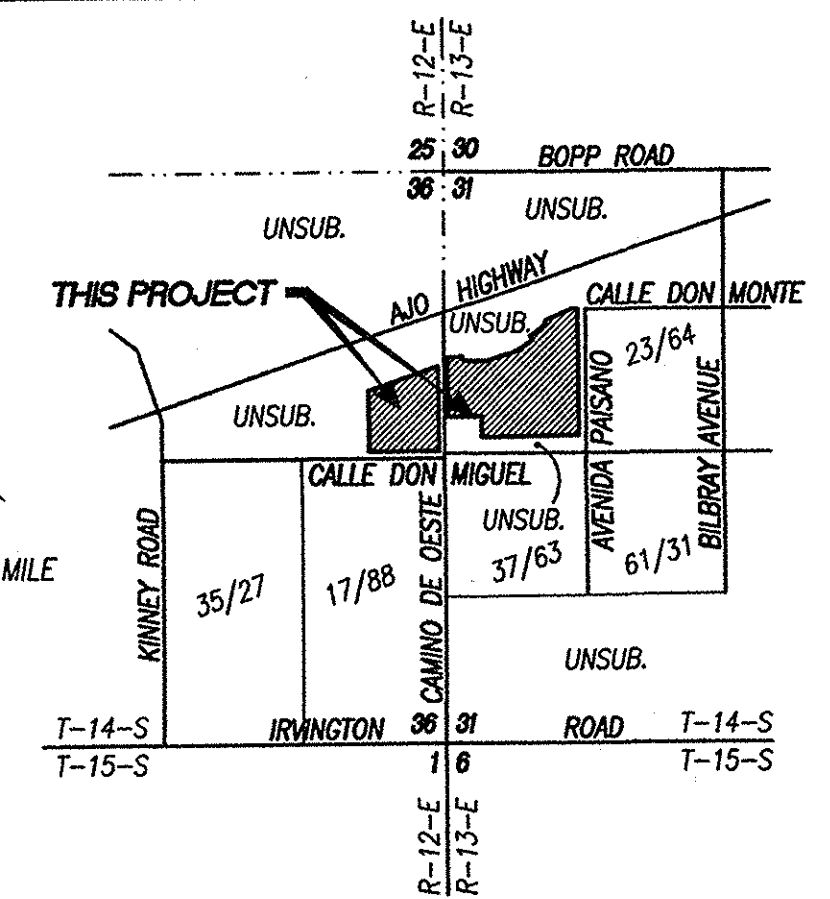 R-12-E
R-13-E
25 30
BOPP ROAD
36 31
UNSUB.
UNSUB.
THIS PROJECT
AJO HIGHWAY
CALLE DON MONTE
UNSUB.
23/64
UNSUB.
AVENIDA PAISANO
BILBRAY AVENUE
CALLE DON MIGUEL
KINNEY ROAD
MILE
35/27
17/88
CAMINO DE OESTE
UNSUB.
37/63
61/31
UNSUB.
T-14-S
IRVINGTON
36 31
ROAD
T-14-S
T-15-S
1 6
T-15-S
R-12-E
R-13-E